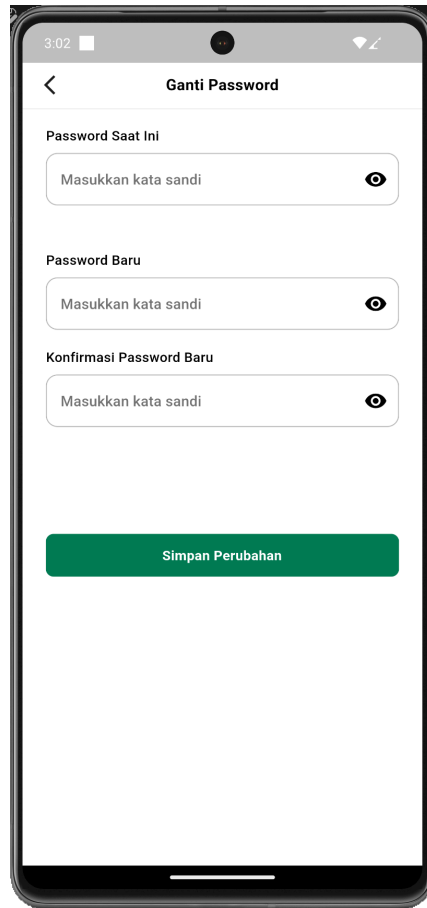 3:02
Ganti Password
Password Saat Ini
Masukkan kata sandi
Password Baru
Masukkan kata sandi
Konfirmasi Password Baru
Masukkan kata sandi
Simpan Perubahan